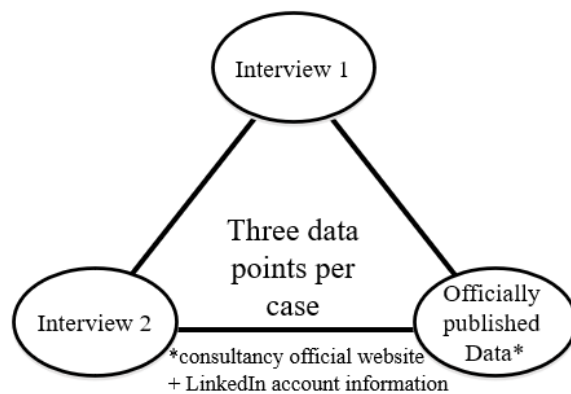 Interview 1
Three data
points per
case
Interview 2
Officially
published
Data*
*consultancy official website
+ LinkedIn account information